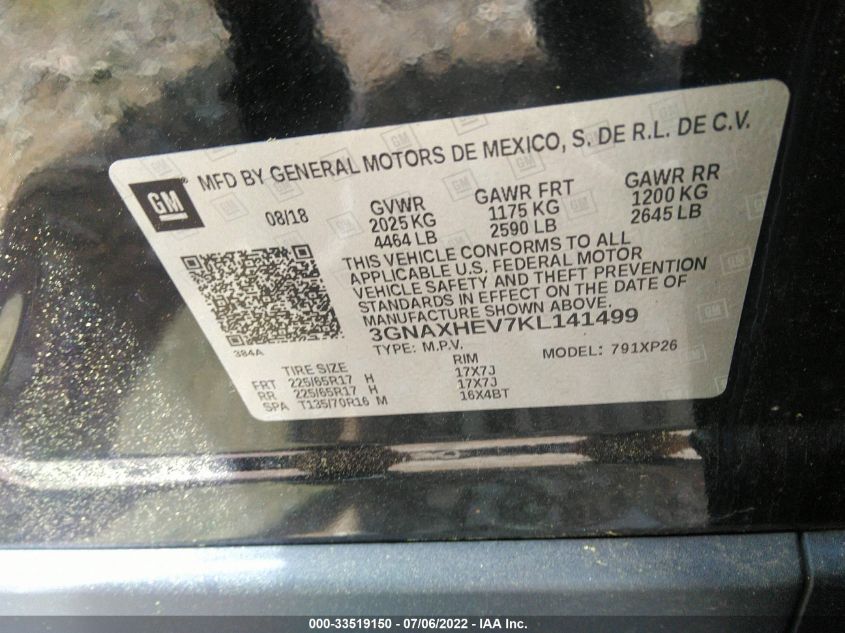 MFD BY GENERAL MOTORS DE MEXICO, S. DE R.L. DE C.V.
GM
08/18
GVWR
2025 KG
4464 LB
GAWR FRT
1175 KG
2590 LB
GAWR RR
1200 KG
2645 LB
THIS VEHICLE CONFORMS TO ALL
APPLICABLE U.S. FEDERAL MOTOR
VEHICLE SAFETY AND THEFT PREVENTION
STANDARDS IN EFFECT ON THE DATE OF
MANUFACTURE SHOWN ABOVE.
3GNAXHEV7KL141499
384A
TYPE: M.P.V.
MODEL: 791XP26
TIRE SIZE RIM
FRT 225/65R17 H 17X7J
RR 225/65R17 H 17X7J
SPA T135/70R16 M 16X4BT
000-33519150 - 07/06/2022 - IAA Inc.